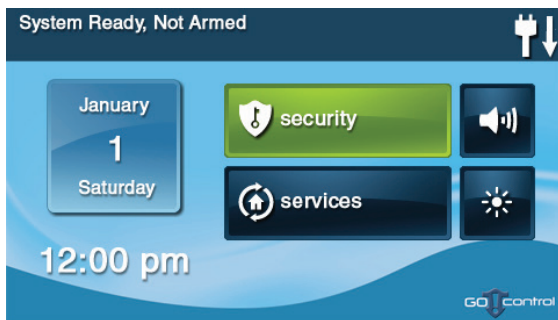 System Ready, Not Armed
January
1
Saturday
security
services
12:00 pm
GO control